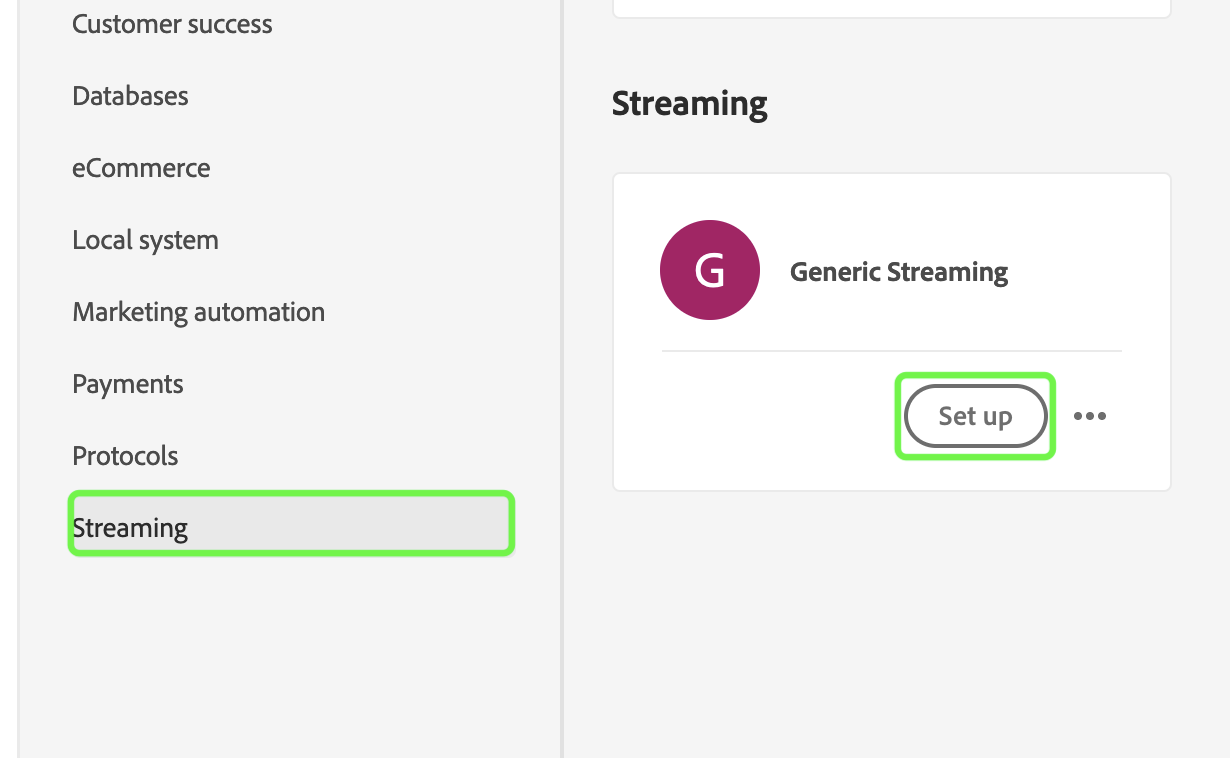 Customer success
Databases
eCommerce
Local system
Marketing automation
Payments
Protocols
Streaming
Streaming
G
Generic Streaming
Set up